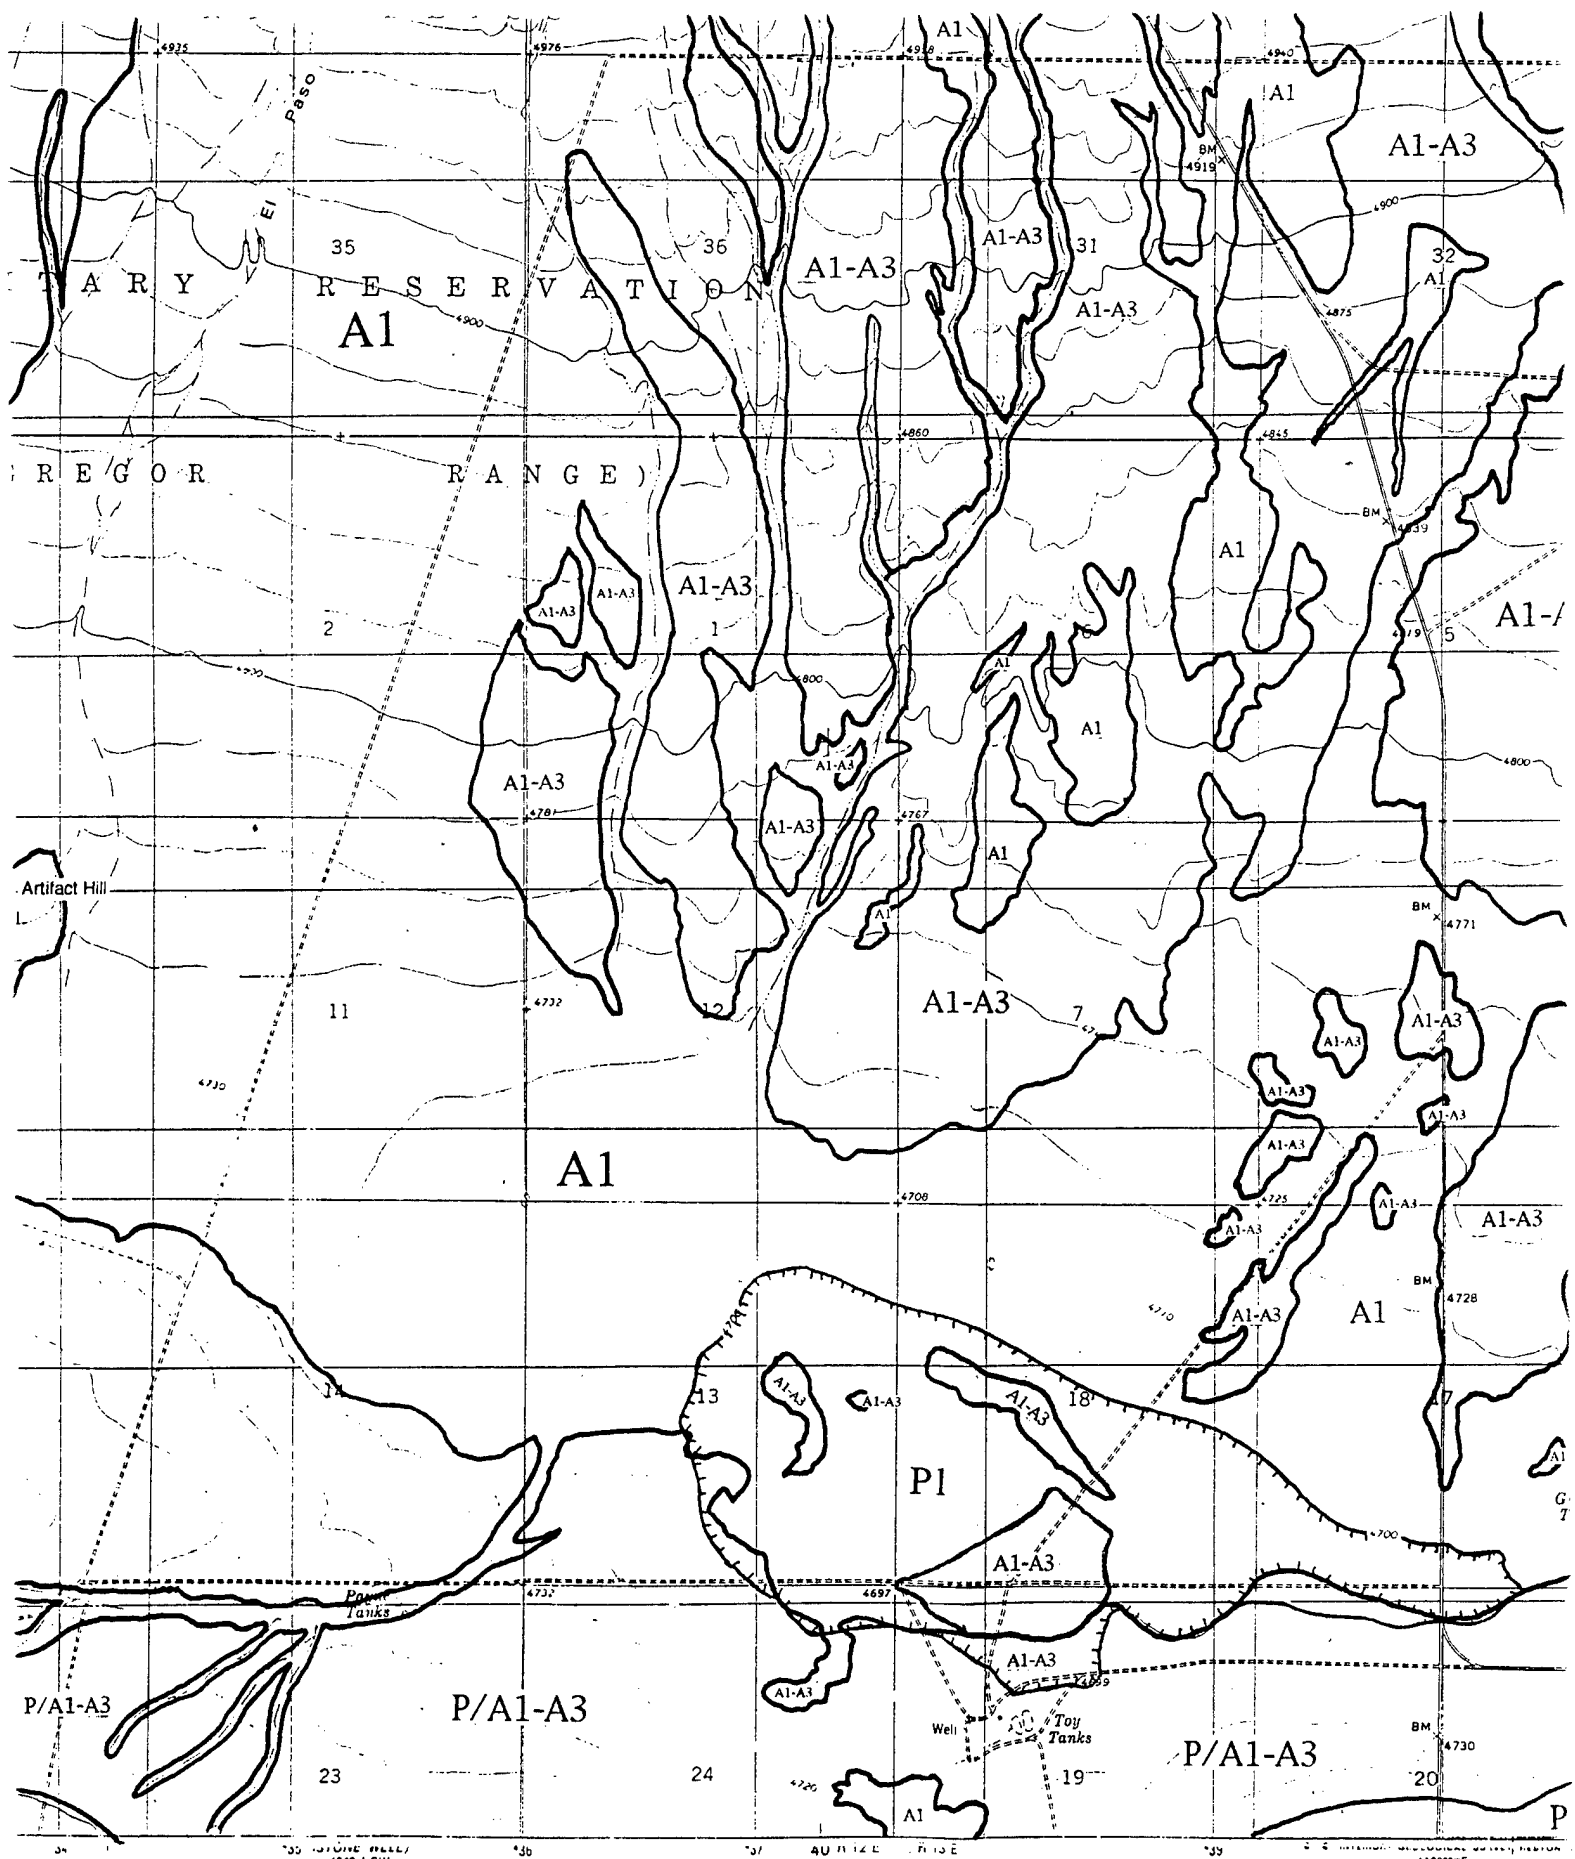 4935
4976
4918
A1
4940
A1
Paso
El
BM
4919
A1-A3
4900
35
36
A1-A3
31
32
A1
TARY RESERVATION
A1-A3
A1-A3
4900
A1
4875
4860
4845
REGOR RANGE)
BM
4839
A1
A1-A3
A1-A3
A1-A3
2
1
6
5
A1-A
A1
4800
A1
4800
A1-A3
A1-A3
4781
A1-A3
4767
A1
Artifact Hill
A1
BM
4771
11
4732
12
A1-A3
7
A1-A3
A1-A3
4730
A1-A3
A1-A3
A1-A3
A1
4708
4725
A1-A3
A1-A3
A1-A3
BM
4728
4710
A1-A3
A1
14
13
A1-A3
A1-A3
A1-A3
18
17
P1
A1
4700
A1-A3
Tanks
4732
4697
A1-A3
A1-A3
4699
P/A1-A3
P/A1-A3
Well
Toy
Tanks
BM
4730
P/A1-A3
23
24
4720
19
20
A1
P